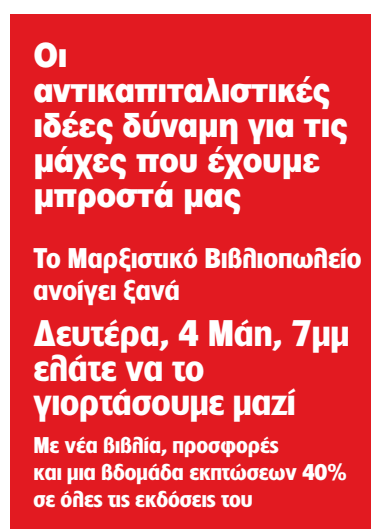 Οι
αντικαπιταλιστικές
ιδέες δύναμη για τις
μάχες που έχουμε
μπροστά μας
Το Μαρξιστικό Βιβλιοπωλείο
ανοίγει ξανά
Δευτέρα, 4 Μάη, 7μμ
ελάτε να το
γιορτάσουμε μαζί
Με νέα βιβλία, προσφορές
και μια βδομάδα εκπτώσεων 40%
σε όλες τις εκδόσεις του